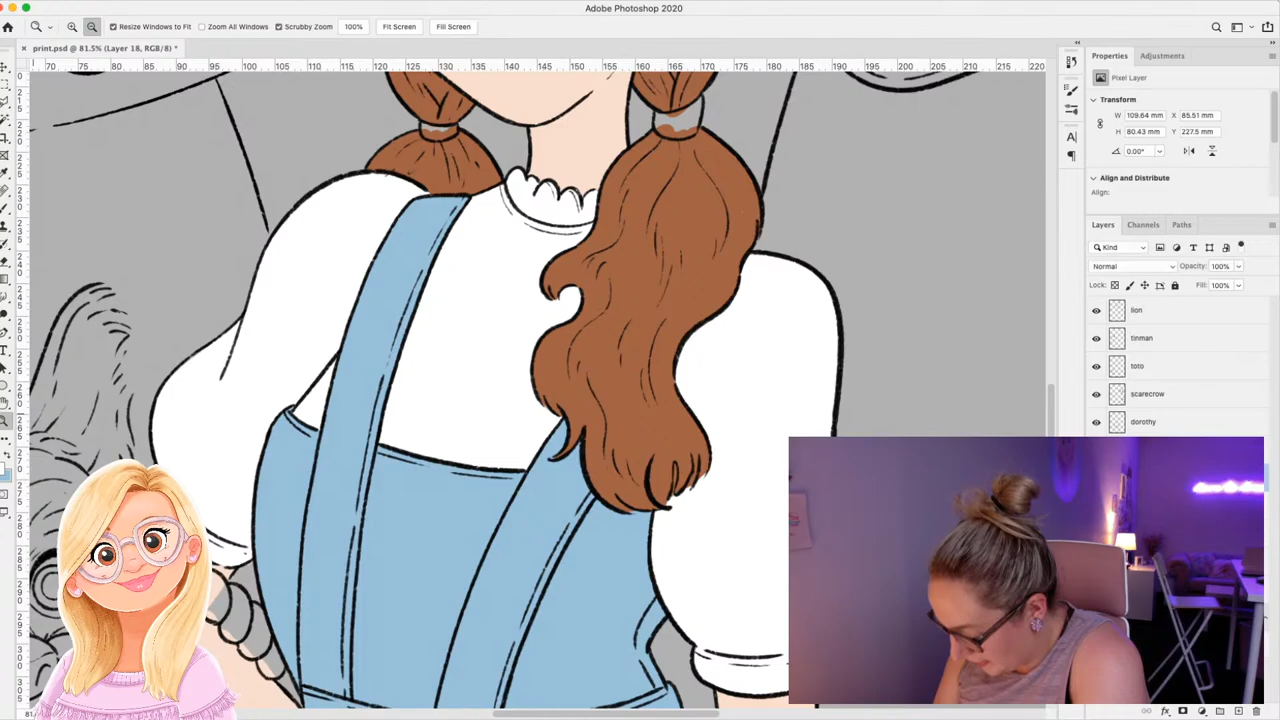 Adobe Photoshop 2020
Resize Windows to Fit Zoom All Windows Scrubby Zoom 100% Fit Screen Fill Screen
print.psd @ 81.5% (Layer 18, RGB/8) *
70 75 80 85 90 95 100 105 110 115 120 125 130 135 140 145 150 155 160 165 170 175 180 185 190 195 200 205 210 215 220
Properties Adjustments
Pixel Layer
Transform
W 109.64 mm X 85.51 mm
H 80.43 mm Y 227.5 mm
0.00°
Align and Distribute
Align:
Layers Channels Paths
Kind
Normal Opacity: 100%
Lock: Fill: 100%
lion
tinman
toto
scarecrow
dorothy